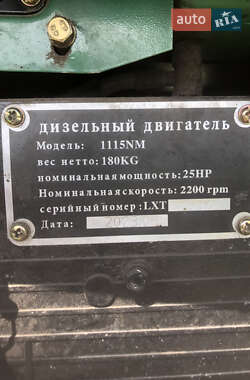 auto RIA
дизельный двигатель
Модель: 1115NM
вес нетто: 180KG
номинальная мощность: 25HP
Номинальная скорость: 2200 rpm
серийный номер: LXT
Дата: